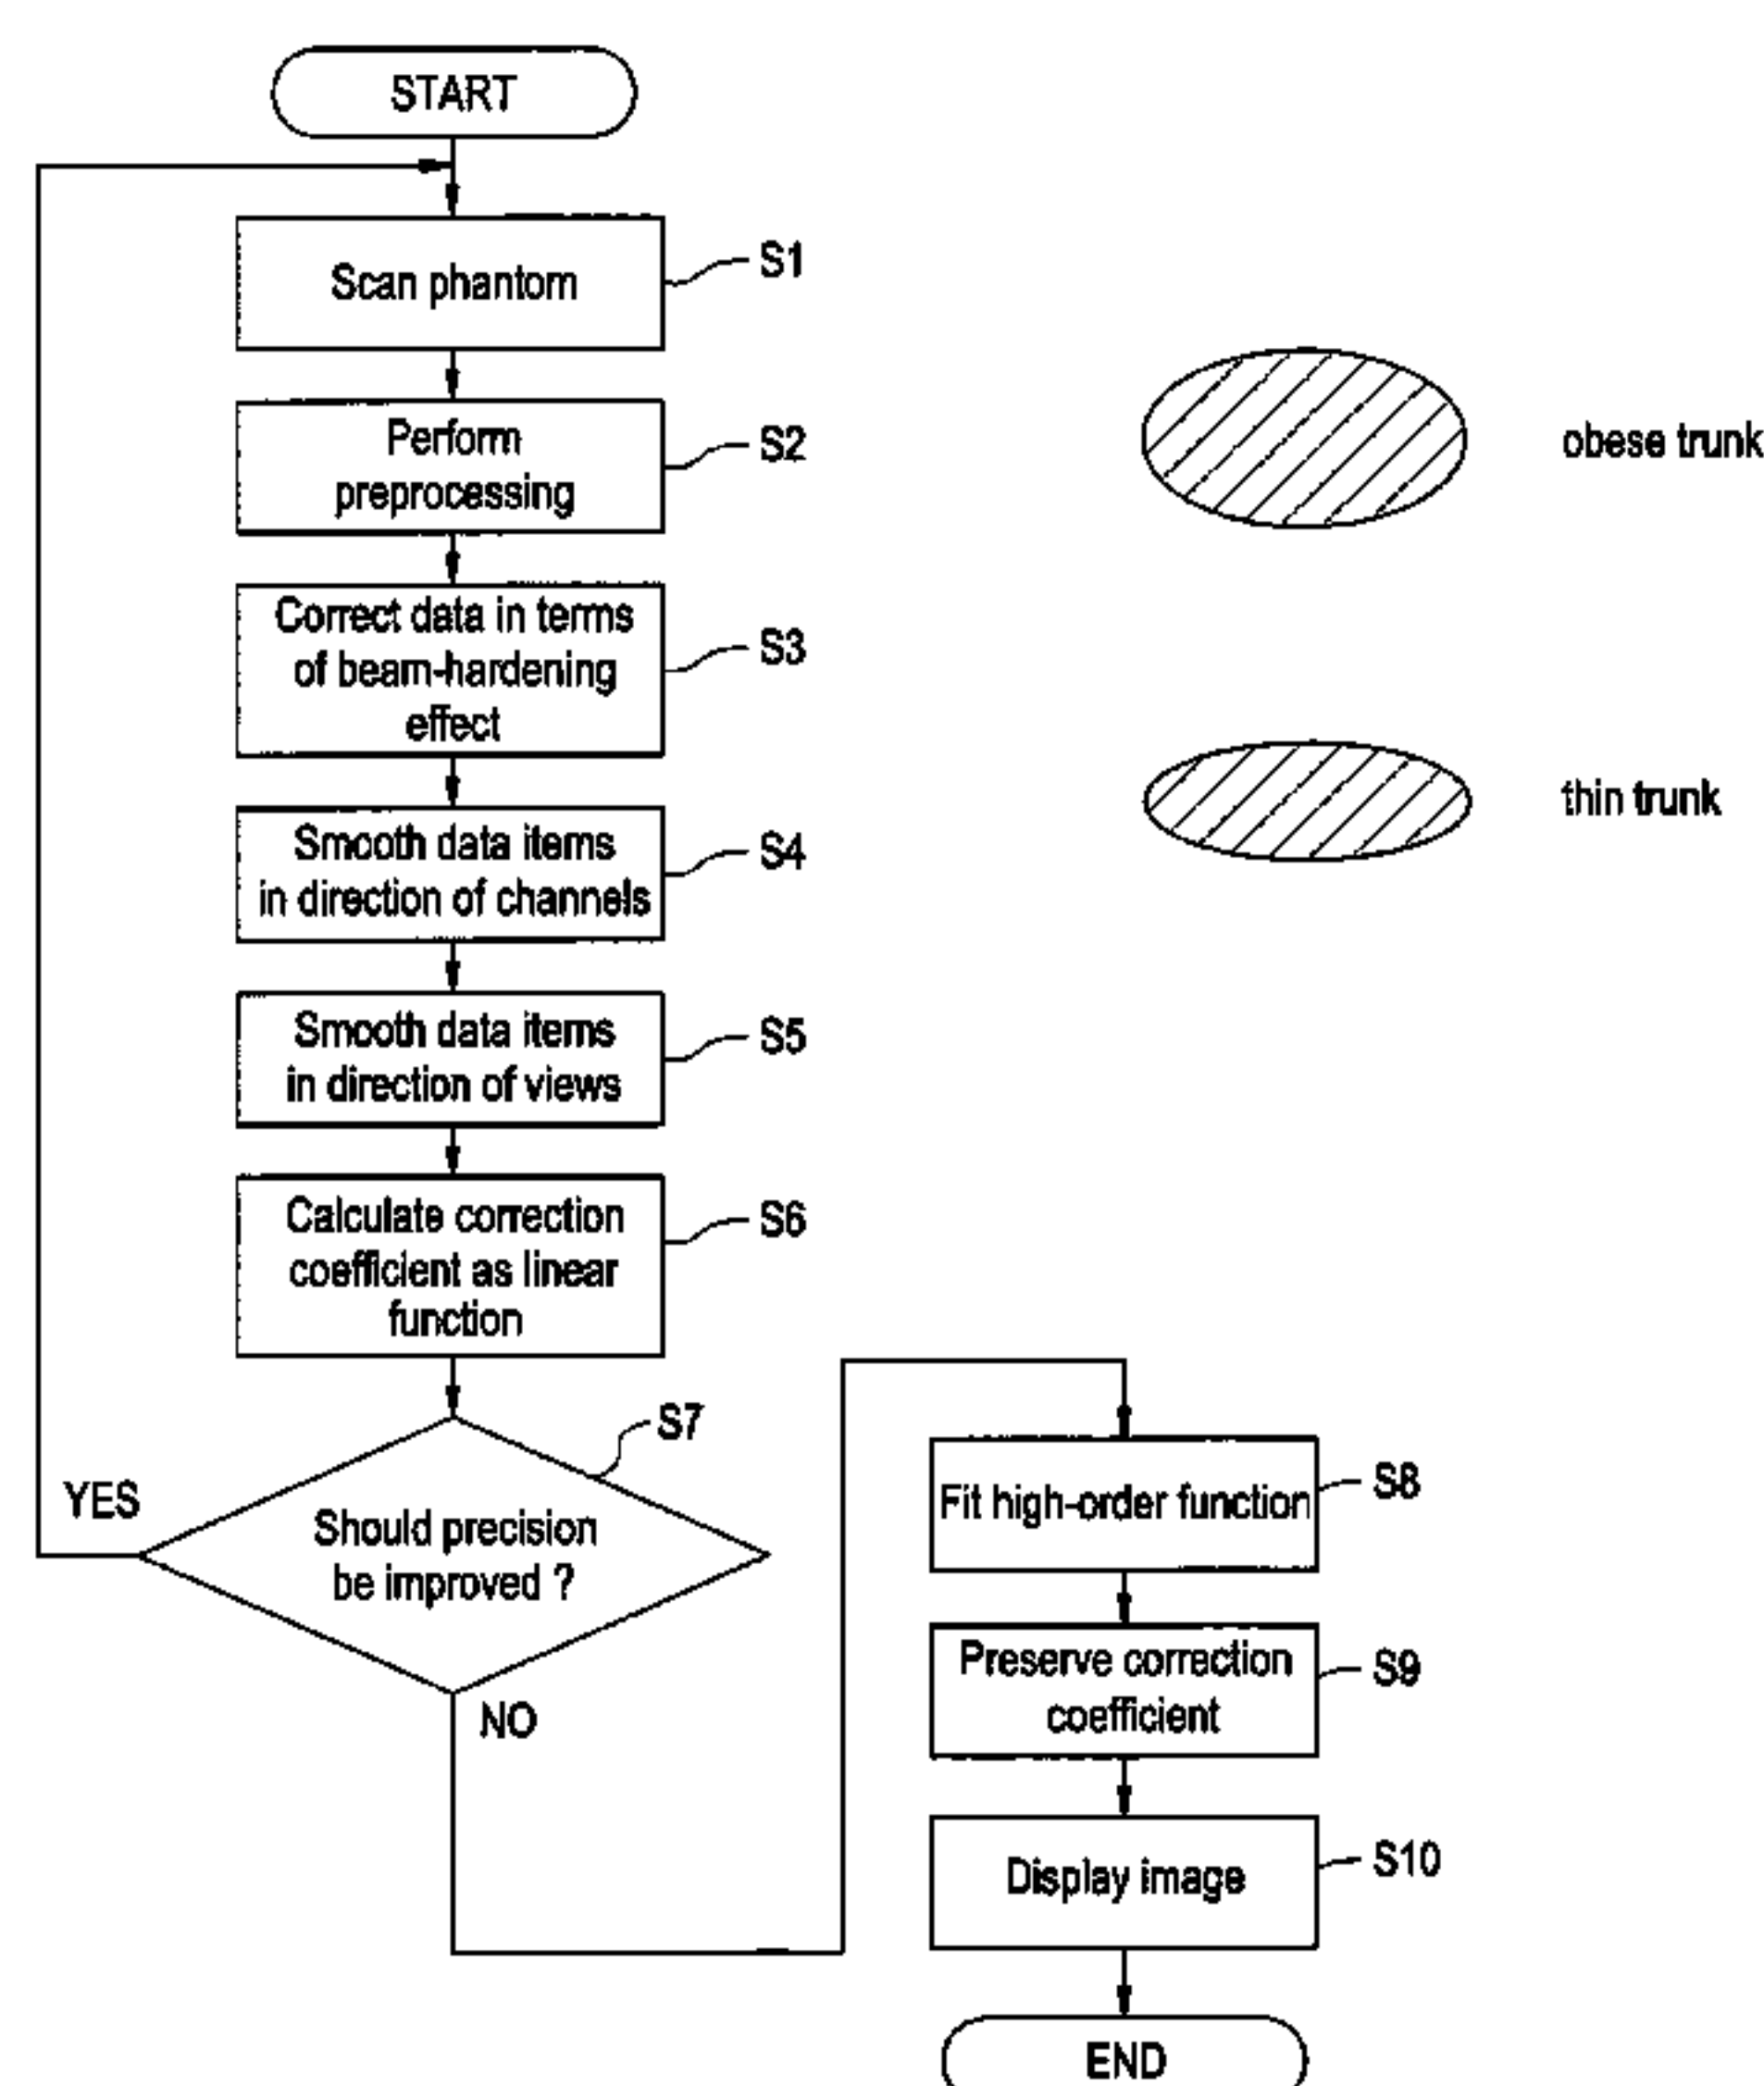 START
Scan phantom
S1
Perform
preprocessing
S2
Correct data in terms
of beam-hardening
effect
S3
Smooth data items
in direction of channels
S4
Smooth data items
in direction of views
S5
Calculate correction
coefficient as linear
function
S6
Should precision
be improved ?
S7
YES
NO
Fit high-order function
S8
Preserve correction
coefficient
S9
Display image
S10
END
obese trunk
thin trunk